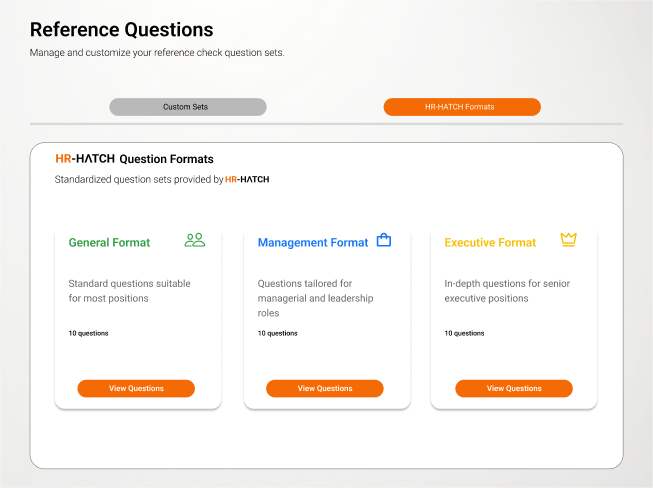 Reference Questions
Manage and customize your reference check question sets.
Custom Sets
HR-HATCH Formats
HR-HATCH Question Formats
Standardized question sets provided by HR-HATCH
General Format
Standard questions suitable
for most positions
10 questions
View Questions
Management Format
Questions tailored for
managerial and leadership
roles
10 questions
View Questions
Executive Format
In-depth questions for senior
executive positions
10 questions
View Questions